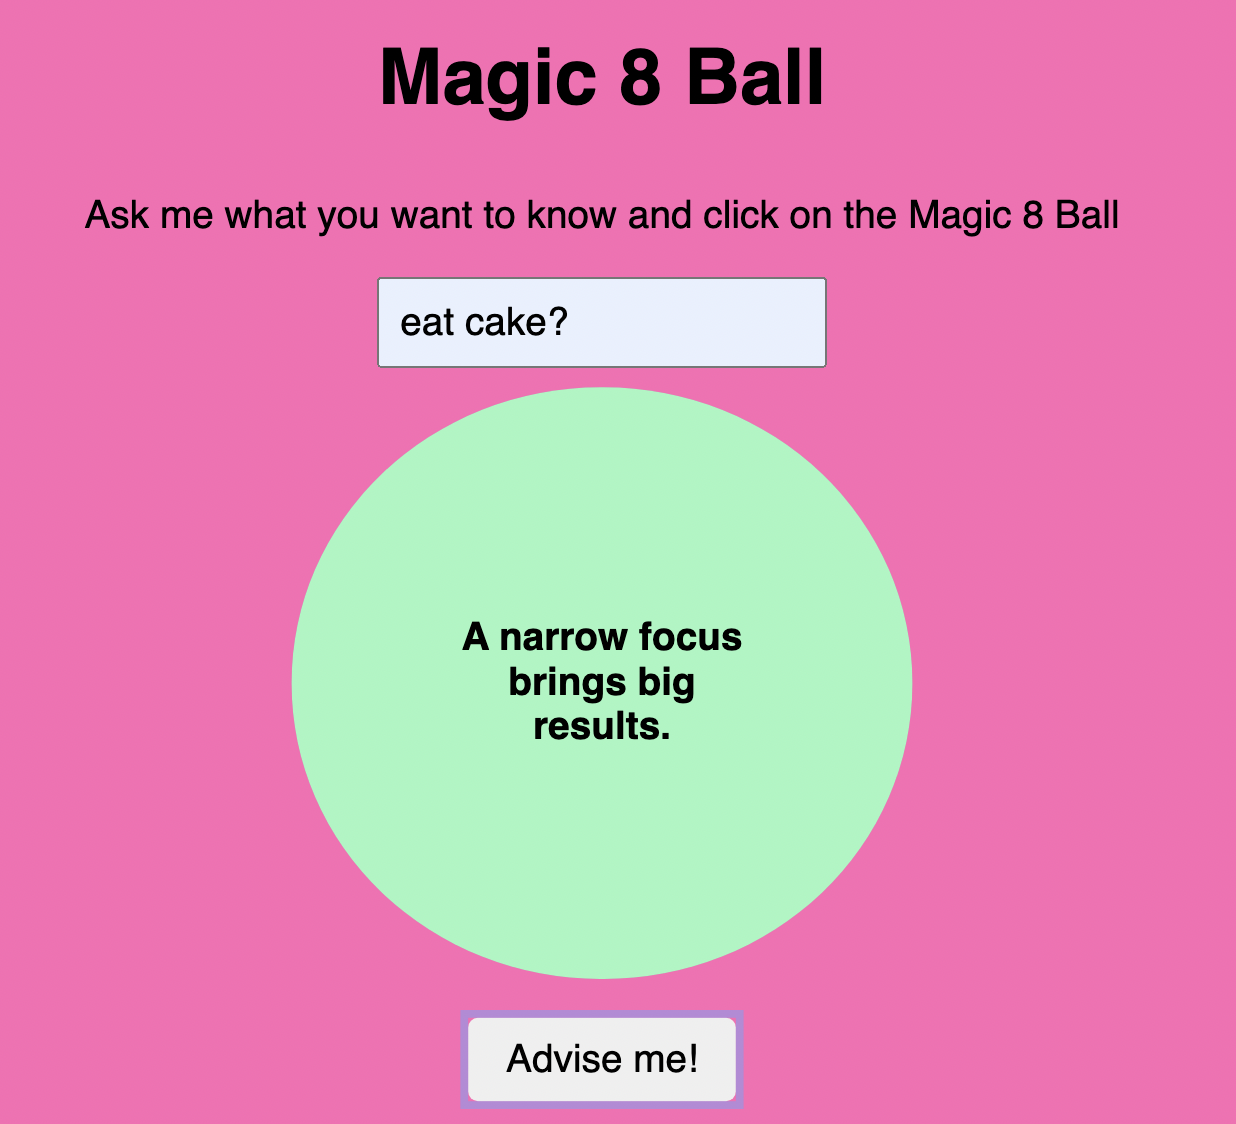 Magic 8 Ball
Ask me what you want to know and click on the Magic 8 Ball
eat cake?
A narrow focus
brings big
results.
Advise me!